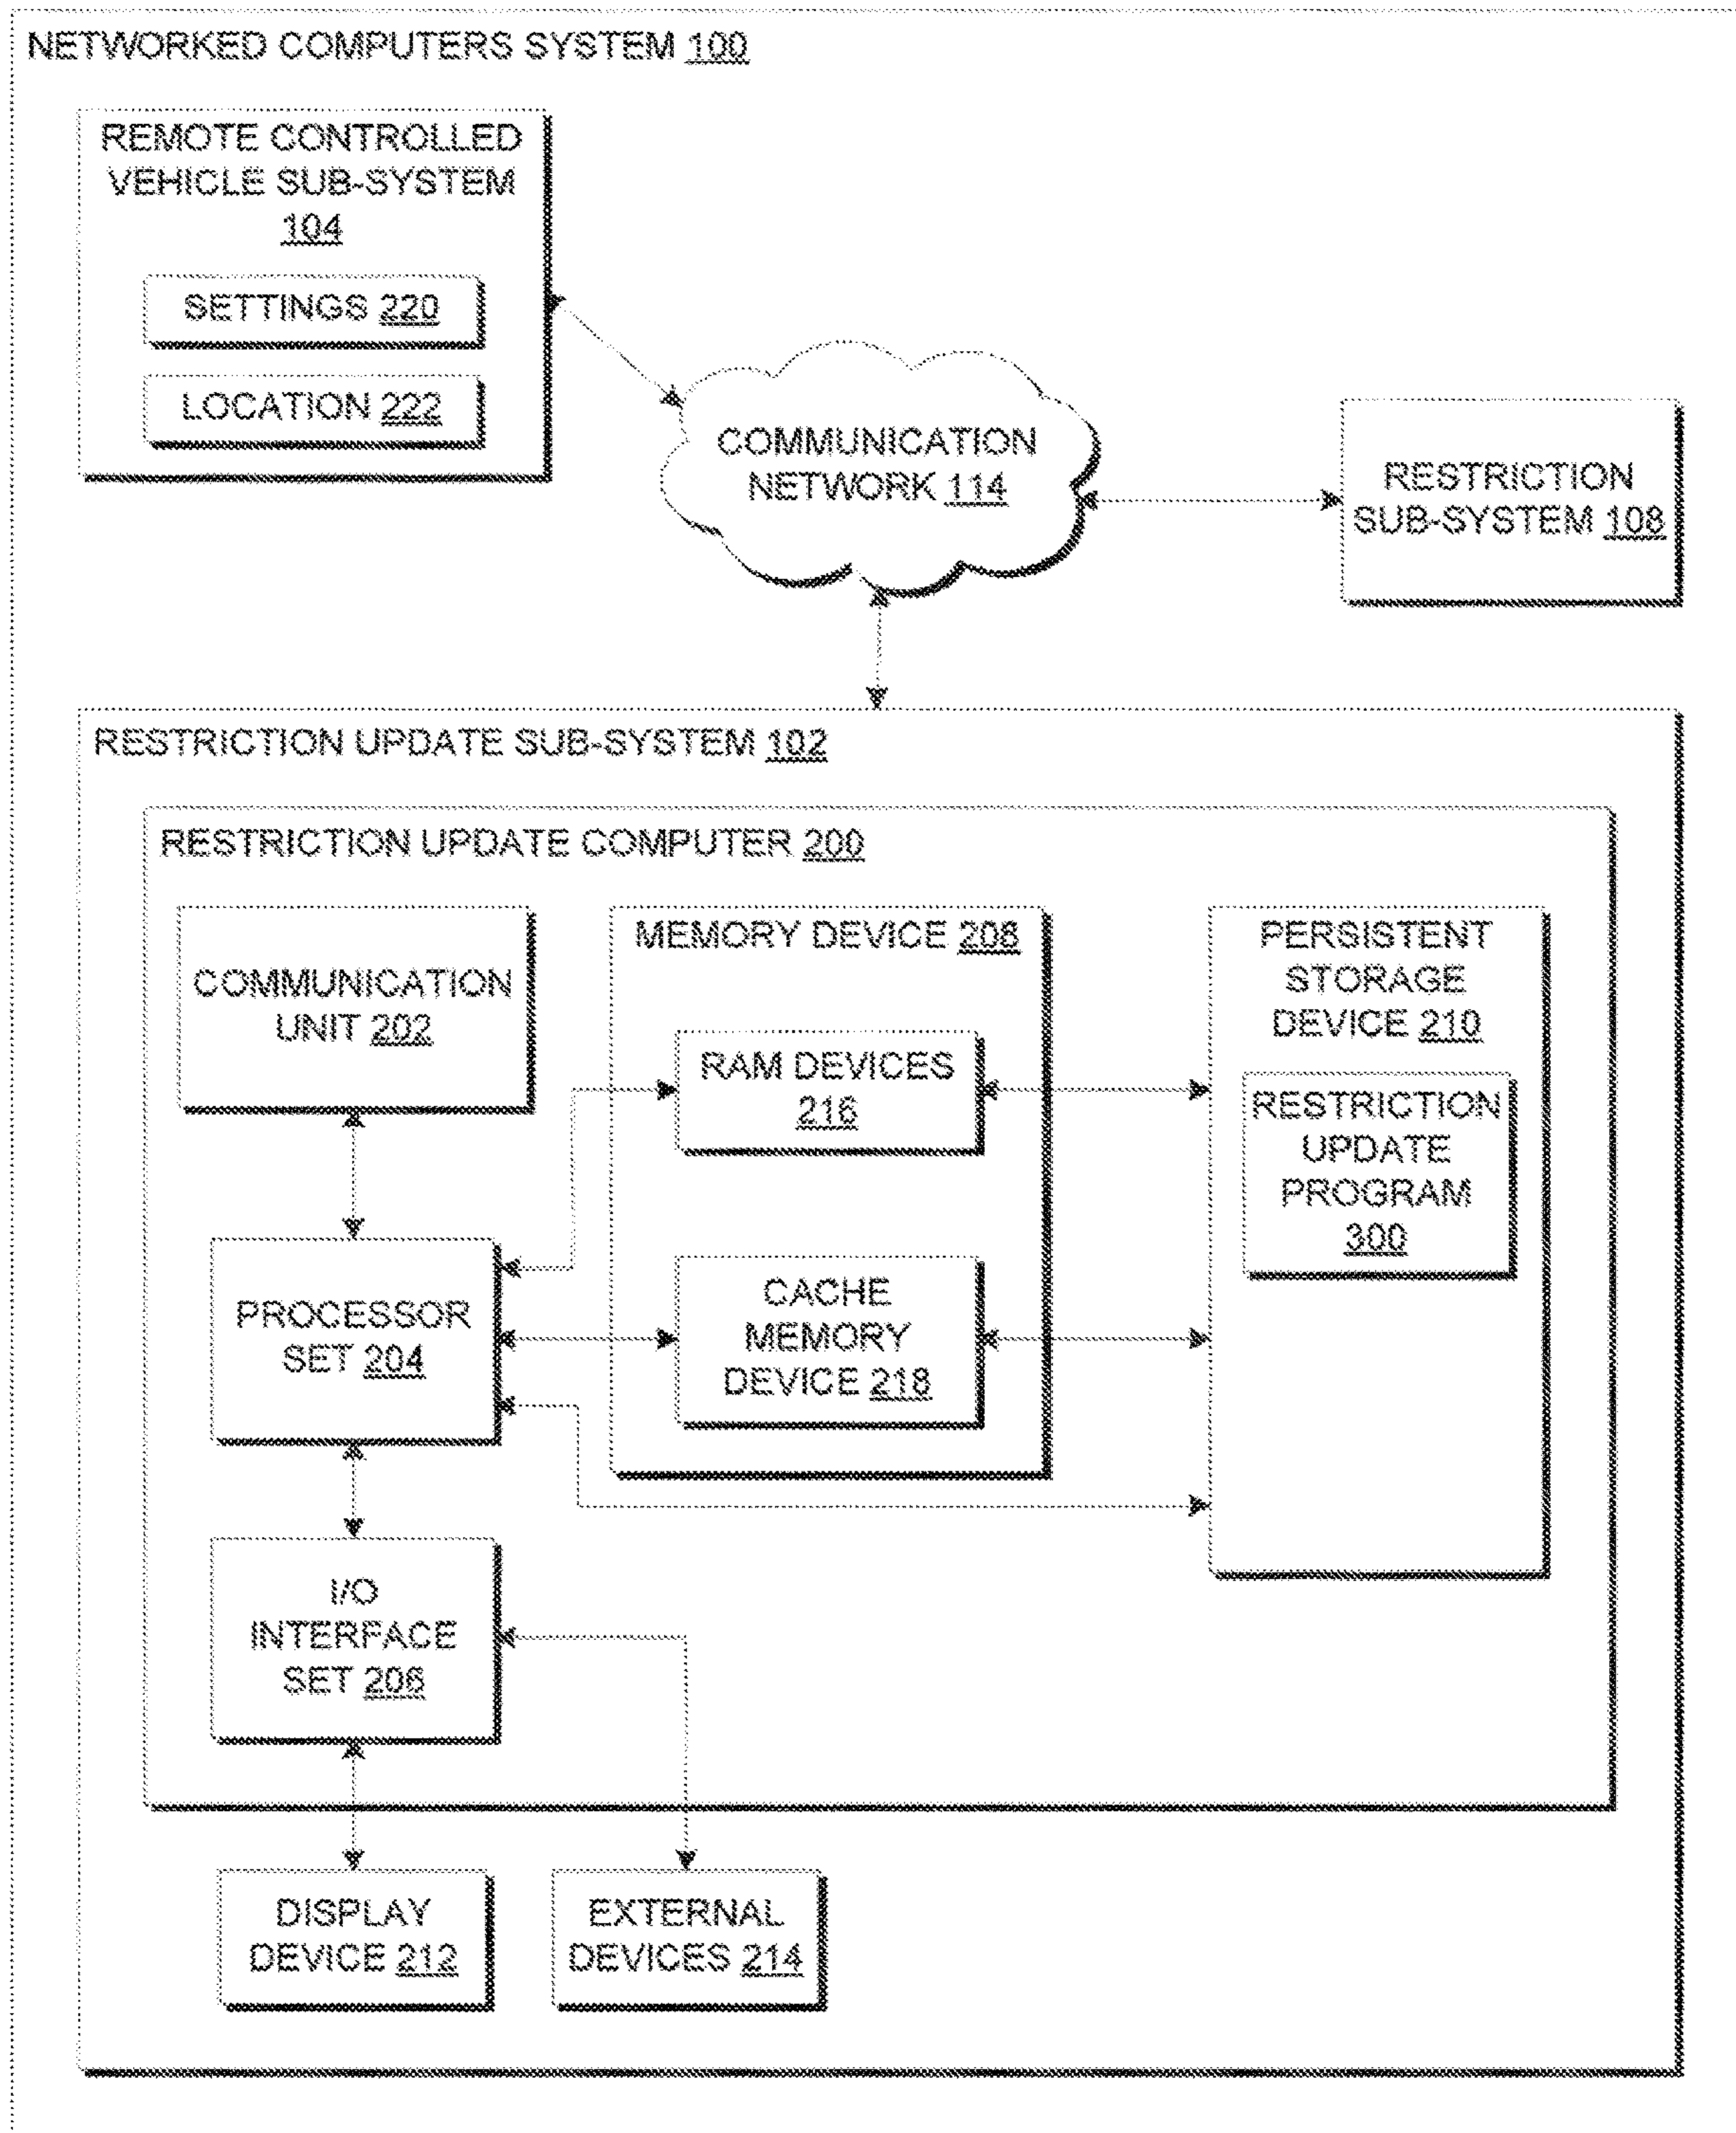 NETWORKED COMPUTERS SYSTEM 100
REMOTE CONTROLLED
VEHICLE SUB-SYSTEM
104
SETTINGS 220
LOCATION 222
COMMUNICATION
NETWORK 114
RESTRICTION
SUB-SYSTEM 108
RESTRICTION UPDATE SUB-SYSTEM 102
RESTRICTION UPDATE COMPUTER 200
COMMUNICATION
UNIT 202
MEMORY DEVICE 208
PERSISTENT
STORAGE
DEVICE 210
RAM DEVICES
216
RESTRICTION
UPDATE
PROGRAM
300
PROCESSOR
SET 204
CACHE
MEMORY
DEVICE 218
I/O
INTERFACE
SET 206
DISPLAY
DEVICE 212
EXTERNAL
DEVICES 214